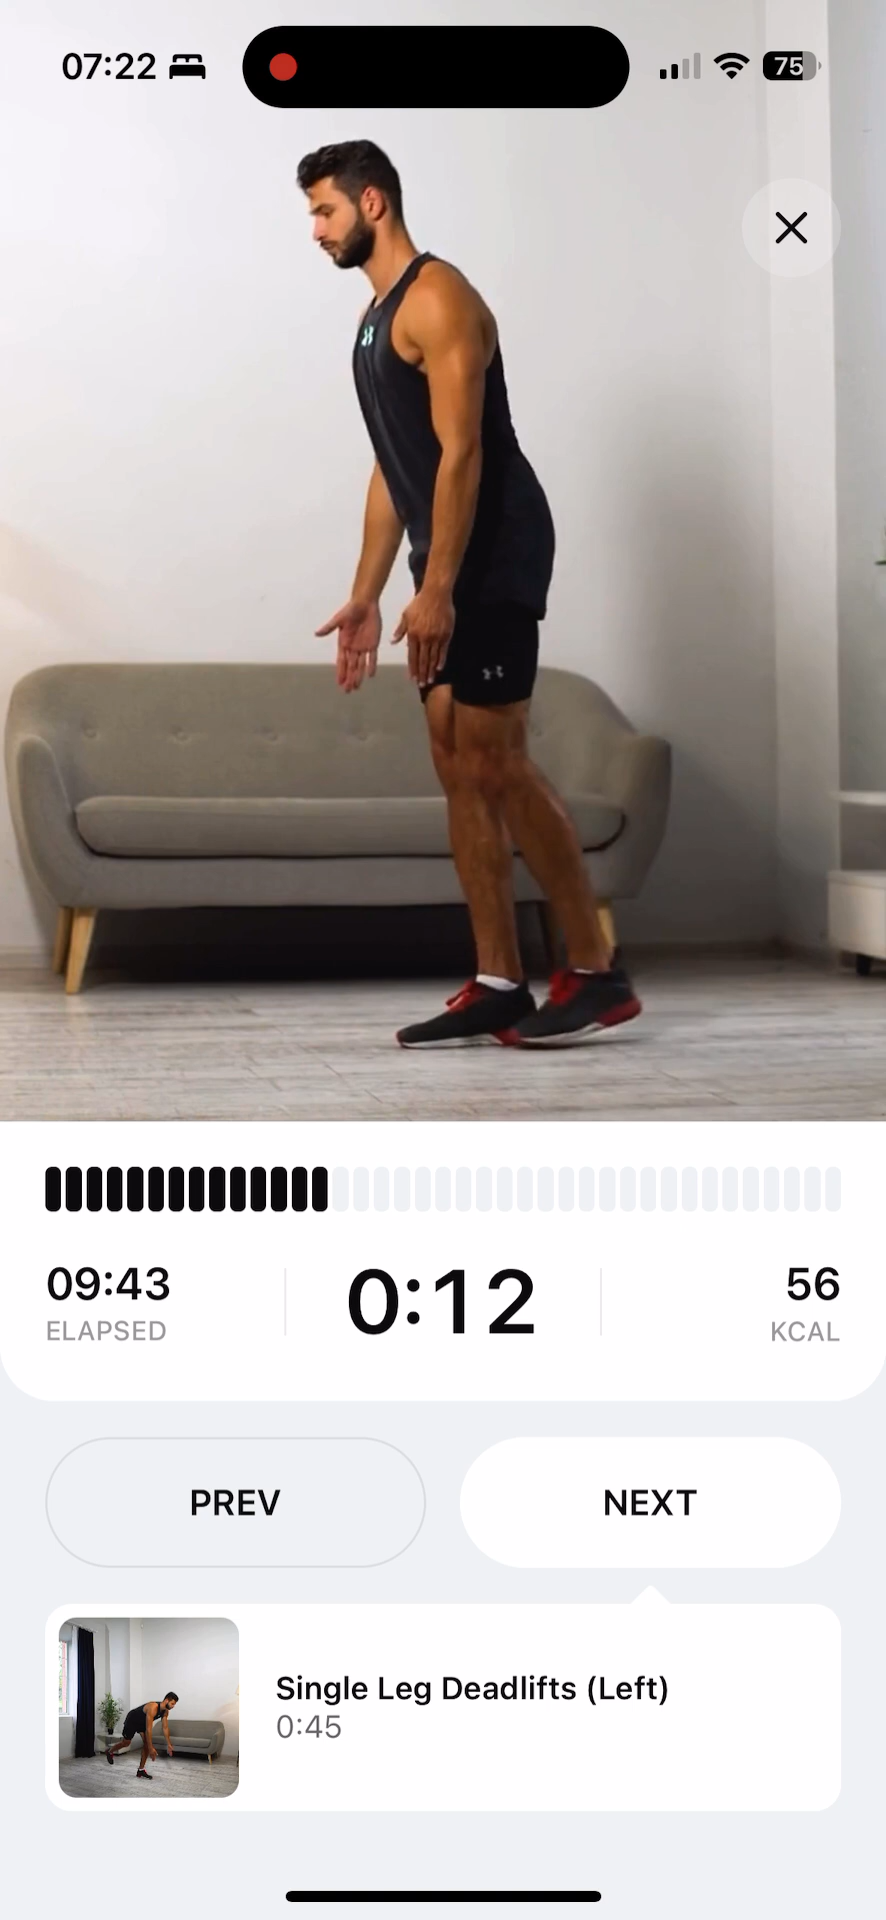 07:22
75
09:43
ELAPSED
0:12
56
KCAL
PREV
NEXT
Single Leg Deadlifts (Left)
0:45